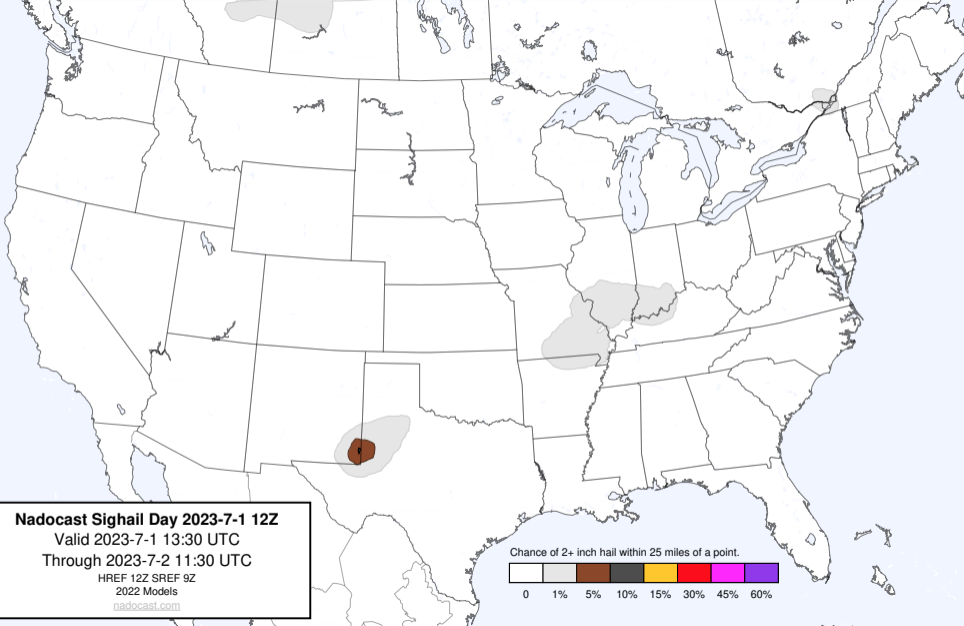 Nadocast Sighail Day 2023-7-1 12Z
Valid 2023-7-1 13:30 UTC
Through 2023-7-2 11:30 UTC
HREF 12Z SREF 9Z
2022 Models
nadocast.com
Chance of 2+ inch hail within 25 miles of a point.
0 1% 5% 10% 15% 30% 45% 60%